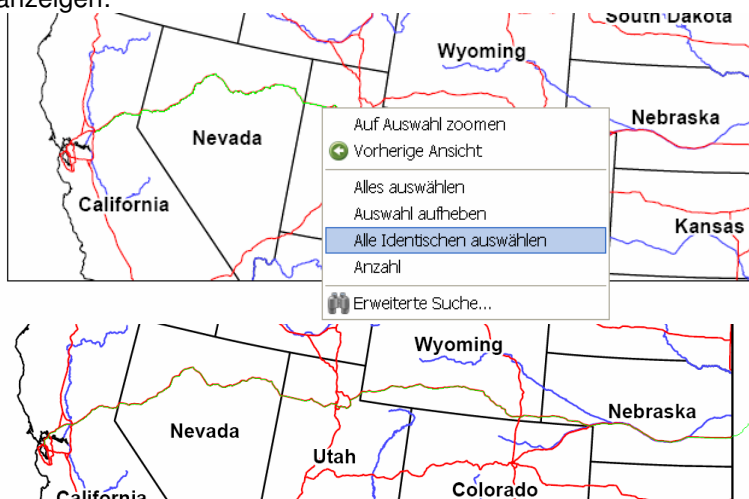 anzeigen.
South Dakota
Wyoming
Nebraska
Nevada
California
Kansas
Auf Auswahl zoomen
Vorherige Ansicht
Alles auswählen
Auswahl aufheben
Alle Identischen auswählen
Anzahl
Erweiterte Suche...
Wyoming
Nebraska
Nevada
Utah
Colorado
California